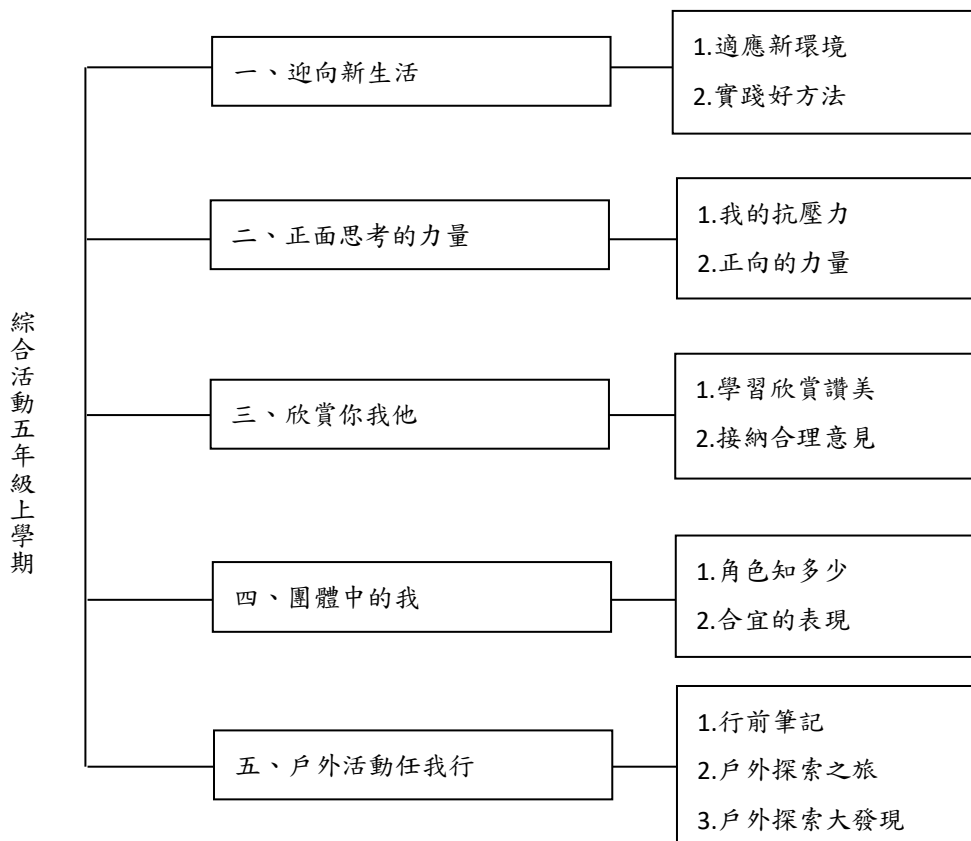 綜合活動五年級上學期
一、迎向新生活
1.適應新環境
2.實踐好方法
二、正面思考的力量
1.我的抗壓力
2.正向的力量
三、欣賞你我他
1.學習欣賞讚美
2.接納合理意見
四、團體中的我
1.角色知多少
2.合宜的表現
五、戶外活動任我行
1.行前筆記
2.戶外探索之旅
3.戶外探索大發現